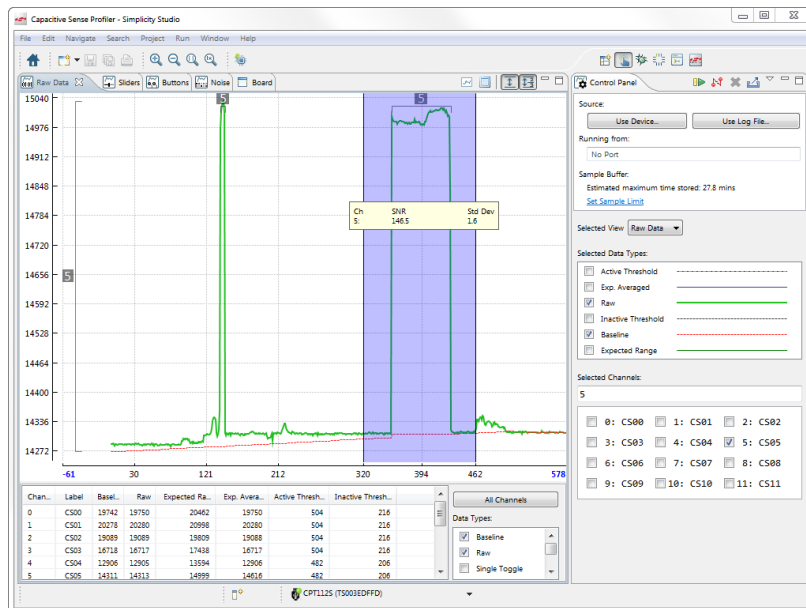 Capacitive Sense Profiler - Simplicity Studio
File Edit Navigate Search Project Run Window Help
Raw Data Sliders Buttons Noise Board
15040
14976
14912
14848
14784
14720
14656
14592
14528
14464
14400
14336
14272
5
5
5
Ch SNR Std Dev
5: 146.5 1.6
-61 30 121 212 320 394 462 578
Chan... Label Basel... Raw Expected Ra... Exp. Avera... Active Thresh... Inactive Thresh...
0 CS00 19742 19750 20462 19750 504 216
1 CS01 20278 20280 20998 20280 504 216
2 CS02 19089 19089 19809 19088 504 216
3 CS03 16718 16717 17438 16717 504 216
4 CS04 12906 12905 13594 12906 482 206
5 CS05 14311 14313 14999 14616 482 206
All Channels
Data Types:
Baseline
Raw
Single Toggle
Control Panel
Source:
Use Device... Use Log File...
Running from:
No Port
Sample Buffer:
Estimated maximum time stored: 27.8 mins
Set Sample Limit
Selected View Raw Data
Selected Data Types:
Active Threshold
Exp. Averaged
Raw
Inactive Threshold
Baseline
Expected Range
Selected Channels:
5
0: CS00 1: CS01 2: CS02
3: CS03 4: CS04 5: CS05
6: CS06 7: CS07 8: CS08
9: CS09 10: CS10 11: CS11
CPT112S (TS003EDFFD)